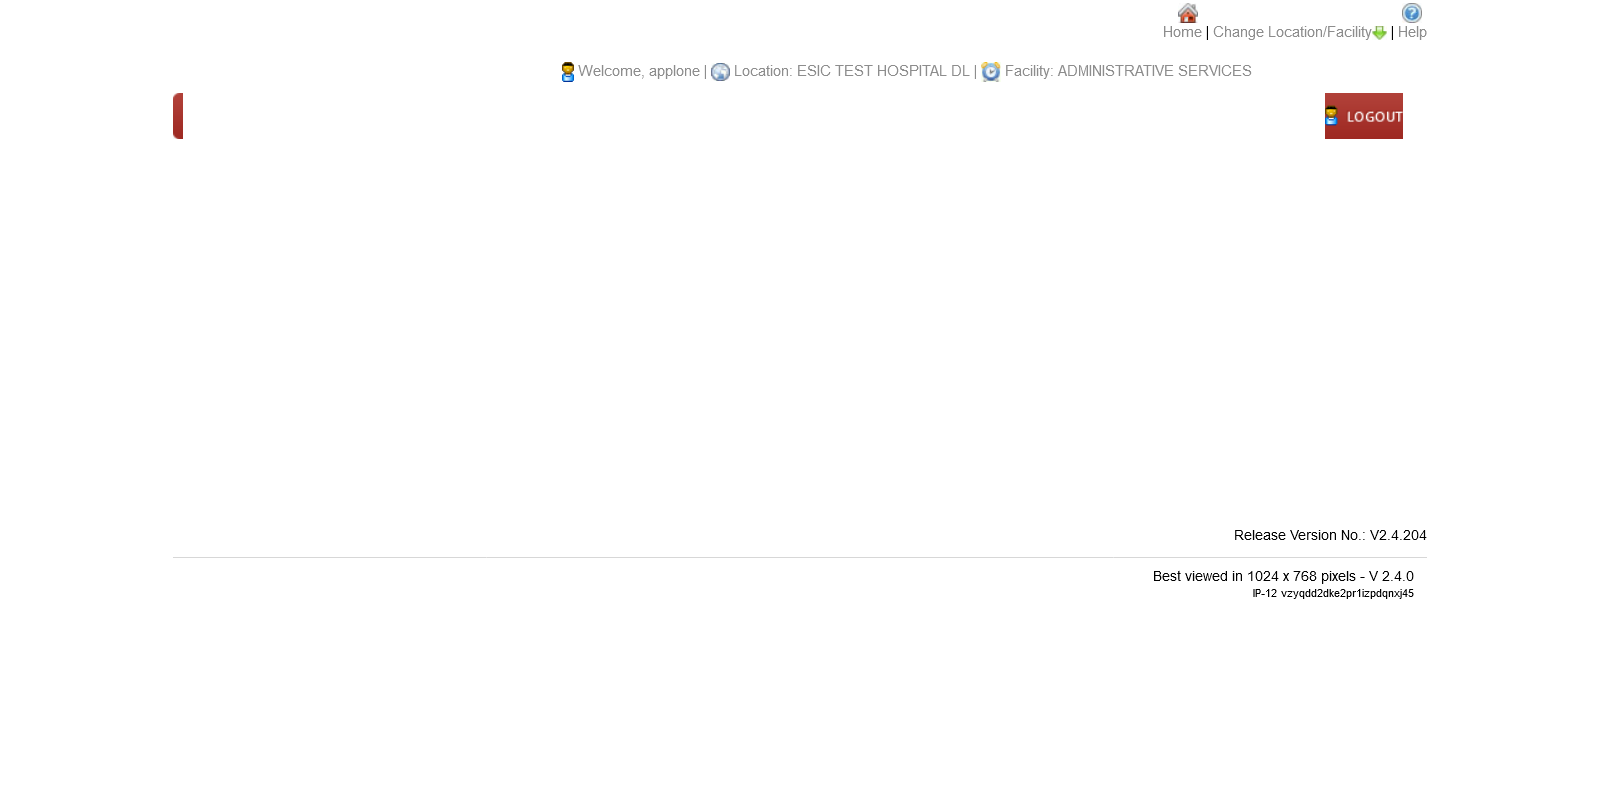 Home | Change Location/Facility | Help
Welcome, applone | Location: ESIC TEST HOSPITAL DL | Facility: ADMINISTRATIVE SERVICES
LOGOUT
Release Version No.: V2.4.204
Best viewed in 1024 x 768 pixels - V 2.4.0
IP-12 vzyqdd2dke2pr1izpdqnxj45